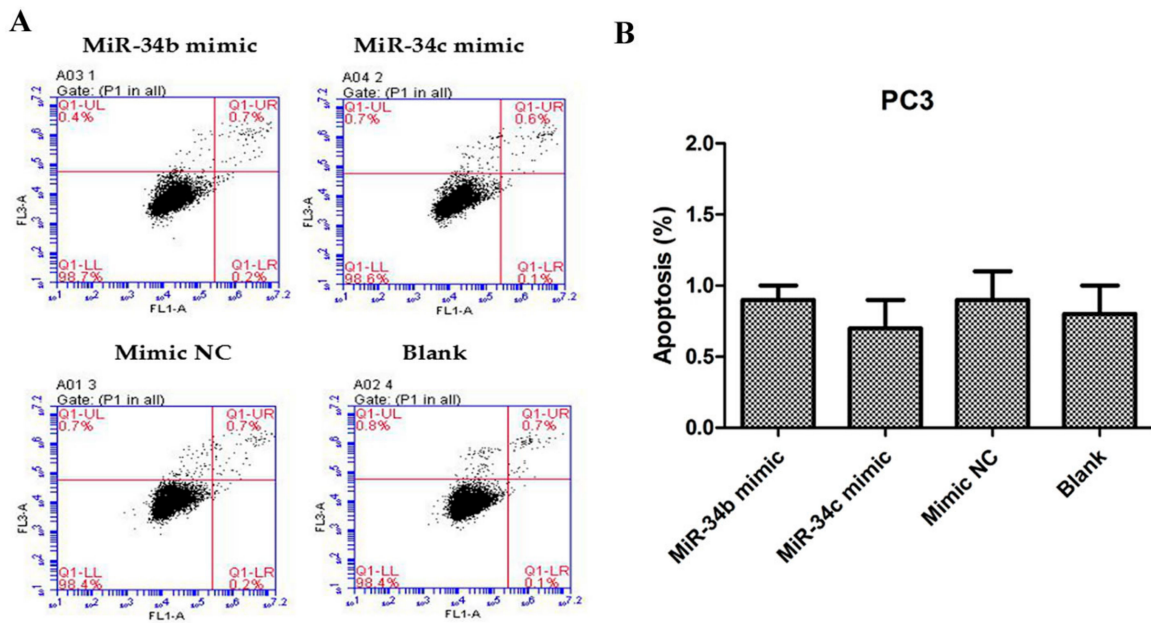 A
MiR-34b mimic
A03 1
Gate: (P1 in all)
Q1-UL
0.4%
Q1-UR
0.7%
Q1-LL
98.7%
Q1-LR
0.2%
FL3-A
FL1-A
MiR-34c mimic
A04 2
Gate: (P1 in all)
Q1-UL
0.7%
Q1-UR
0.6%
Q1-LL
98.6%
Q1-LR
0.1%
FL3-A
FL1-A
Mimic NC
A01 3
Gate: (P1 in all)
Q1-UL
0.7%
Q1-UR
0.7%
Q1-LL
98.4%
Q1-LR
0.2%
FL3-A
FL1-A
Blank
A02 4
Gate: (P1 in all)
Q1-UL
0.8%
Q1-UR
0.7%
Q1-LL
98.4%
Q1-LR
0.1%
FL3-A
FL1-A
B
PC3
Apoptosis (%)
2.0
1.5
1.0
0.5
0.0
MiR-34b mimic
MiR-34c mimic
Mimic NC
Blank